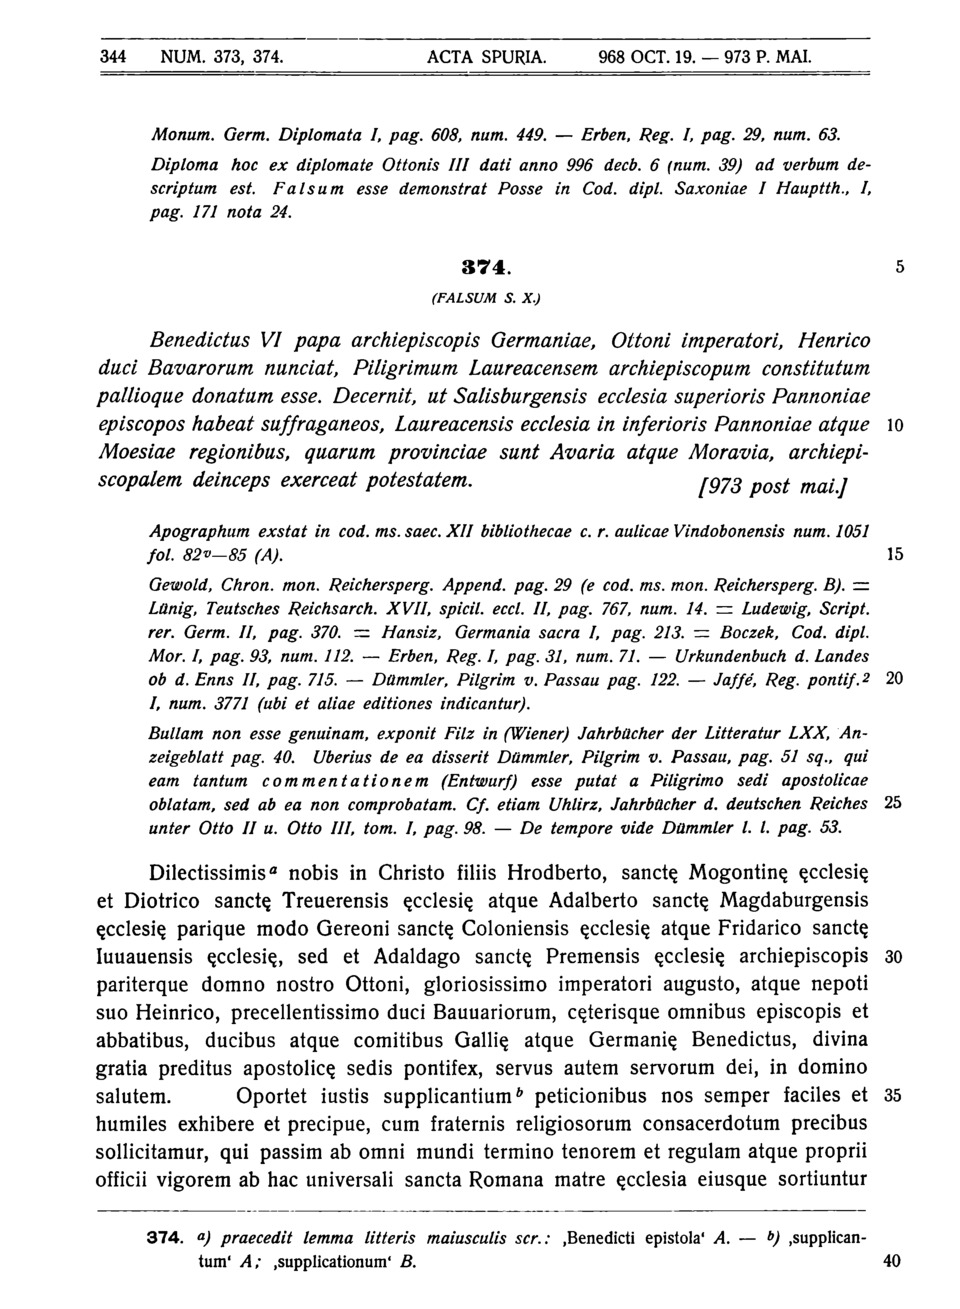 344 NUM. 373, 374. ACTA SPURIA. 968 OCT. 19. — 973 P. MAI.
Monum. Germ. Diplomata I, pag. 608, num. 449. — Erben, Reg. I, pag. 29, num. 63.
Diploma hoc ex diplomate Ottonis III dati anno 996 decb. 6 (num. 39) ad verbum de-
scriptum est. Falsum esse demonstrat Posse in Cod. dipl. Saxoniae I Hauptth., I,
pag. 171 nota 24.
374. 5
(FALSUM S. X.)
Benedictus VI papa archiepiscopis Germaniae, Ottoni imperatori, Henrico
duci Bavarorum nunciat, Piligrimum Laureacensem archiepiscopum constitutum
pallioque donatum esse. Decernit, ut Salisburgensis ecclesia superioris Pannoniae
episcopos habeat suffraganeos, Laureacensis ecclesia in inferioris Pannoniae atque 10
Moesiae regionibus, quarum provinciae sunt Avaria atque Moravia, archiepi-
scopalem deinceps exerceat potestatem. [973 post mai.]
Apographum exstat in cod. ms. saec. XII bibliothecae c. r. aulicae Vindobonensis num. 1051
fol. 82v—85 (A). 15
Gewold, Chron. mon. Reichersperg. Append. pag. 29 (e cod. ms. mon. Reichersperg. B). =
Lünig, Teutsches Reichsarch. XVII, spicil. eccl. II, pag. 767, num. 14. = Ludewig, Script.
rer. Germ. II, pag. 370. = Hansiz, Germania sacra I, pag. 213. = Boczek, Cod. dipl.
Mor. I, pag. 93, num. 112. — Erben, Reg. I, pag. 31, num. 71. — Urkundenbuch d. Landes
ob d. Enns II, pag. 715. — Dümmler, Pilgrim v. Passau pag. 122. — Jaffé, Reg. pontif.² 20
I, num. 3771 (ubi et aliae editiones indicantur).
Bullam non esse genuinam, exponit Filz in (Wiener) Jahrbücher der Litteratur LXX, An-
zeigeblatt pag. 40. Uberius de ea disserit Dümmler, Pilgrim v. Passau, pag. 51 sq., qui
eam tantum commentationem (Entwurf) esse putat a Piligrimo sedi apostolicae
oblatam, sed ab ea non comprobatam. Cf. etiam Uhlirz, Jahrbücher d. deutschen Reiches 25
unter Otto II u. Otto III, tom. I, pag. 98. — De tempore vide Dümmler l. l. pag. 53.
Dilectissimis a nobis in Christo filiis Hrodberto, sanctę Mogontinę ęcclesię
et Diotrico sanctę Treuerensis ęcclesię atque Adalberto sanctę Magdaburgensis
ęcclesię parique modo Gereoni sanctę Coloniensis ęcclesię atque Fridarico sanctę
Iuuauensis ęcclesię, sed et Adaldago sanctę Premensis ęcclesię archiepiscopis 30
pariterque domno nostro Ottoni, gloriosissimo imperatori augusto, atque nepoti
suo Heinrico, precellentissimo duci Bauuariorum, cęterisque omnibus episcopis et
abbatibus, ducibus atque comitibus Gallię atque Germanię Benedictus, divina
gratia preditus apostolicę sedis pontifex, servus autem servorum dei, in domino
salutem. Oportet iustis supplicantium b peticionibus nos semper faciles et 35
humiles exhibere et precipue, cum fraternis religiosorum consacerdotum precibus
sollicitamur, qui passim ab omni mundi termino tenorem et regulam atque proprii
officii vigorem ab hac universali sancta Romana matre ęcclesia eiusque sortiuntur
374. a) praecedit lemma litteris maiusculis scr.: ‚Benedicti epistola‘ A. — b) ‚supplican-
tum‘ A; ‚supplicationum‘ B. 40